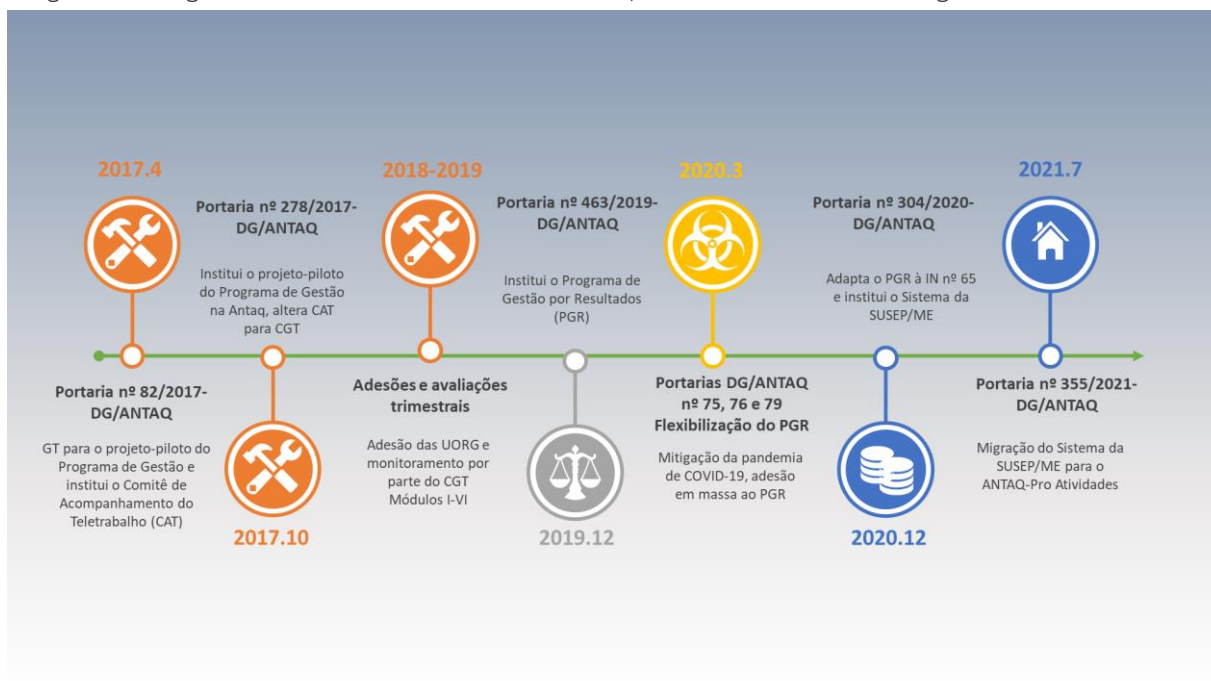 2017.4
Portaria nº 82/2017-
DG/ANTAQ
GT para o projeto-piloto do
Programa de Gestão e
institui o Comitê de
Acompanhamento do
Teletrabalho (CAT)
Portaria nº 278/2017-
DG/ANTAQ
Institui o projeto-piloto
do Programa de Gestão
na Antaq, altera CAT
para CGT
2017.10
2018-2019
Adesões e avaliações
trimestrais
Adesão das UORG e
monitoramento por
parte do CGT
Módulos I-VI
Portaria nº 463/2019-
DG/ANTAQ
Institui o Programa de
Gestão por Resultados
(PGR)
2019.12
2020.3
Portarias DG/ANTAQ
nº 75, 76 e 79
Flexibilização do PGR
Mitigação da pandemia
de COVID-19, adesão
em massa ao PGR
Portaria nº 304/2020-
DG/ANTAQ
Adapta o PGR à IN nº 65
e institui o Sistema da
SUSEP/ME
2020.12
2021.7
Portaria nº 355/2021-
DG/ANTAQ
Migração do Sistema da
SUSEP/ME para o
ANTAQ-Pro Atividades